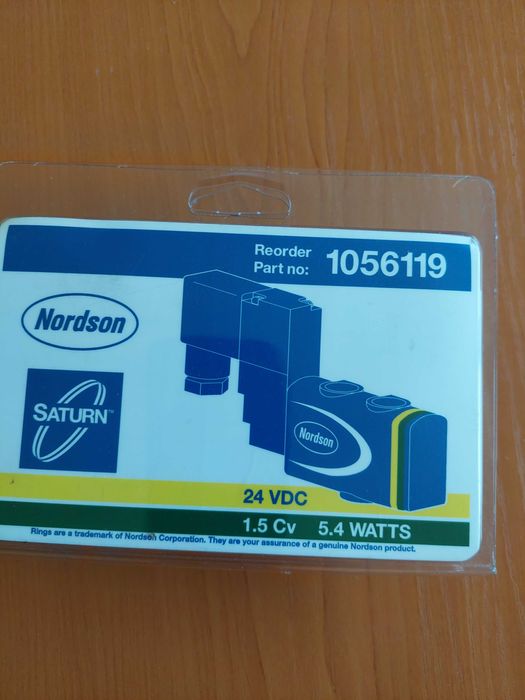 Reorder
Part no: 1056119
Nordson
SATURN™
Nordson
24 VDC
1.5 Cv 5.4 WATTS
Rings are a trademark of Nordson Corporation. They are your assurance of a genuine Nordson product.